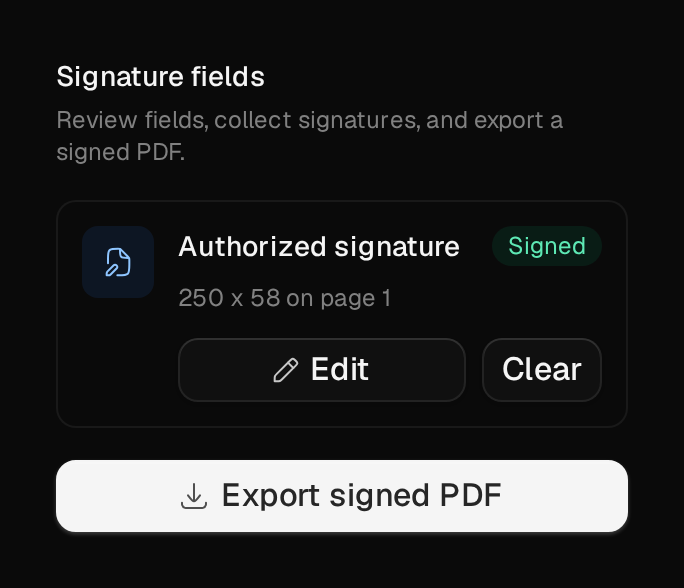 Signature fields
Review fields, collect signatures, and export a
signed PDF.
Authorized signature
Signed
250 x 58 on page 1
Edit
Clear
Export signed PDF